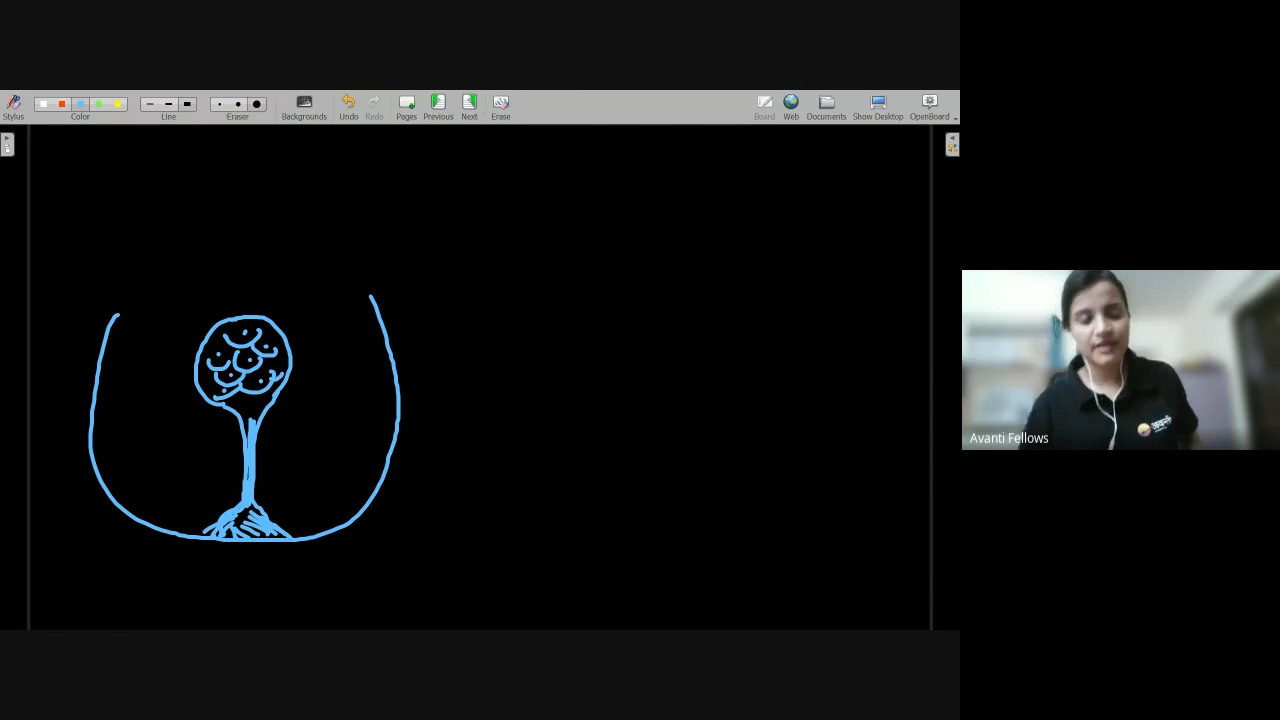 Stylus
Color
Line
Eraser
Backgrounds
Undo
Redo
Pages
Previous
Next
Erase
Board
Web
Documents
Show Desktop
OpenBoard
अवन्ती
Avanti Fellows